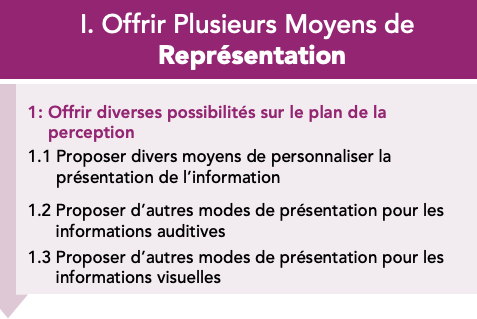 I. Offrir Plusieurs Moyens de
Représentation
1: Offrir diverses possibilités sur le plan de la
perception
1.1 Proposer divers moyens de personnaliser la
présentation de l’information
1.2 Proposer d’autres modes de présentation pour les
informations auditives
1.3 Proposer d’autres modes de présentation pour les
informations visuelles